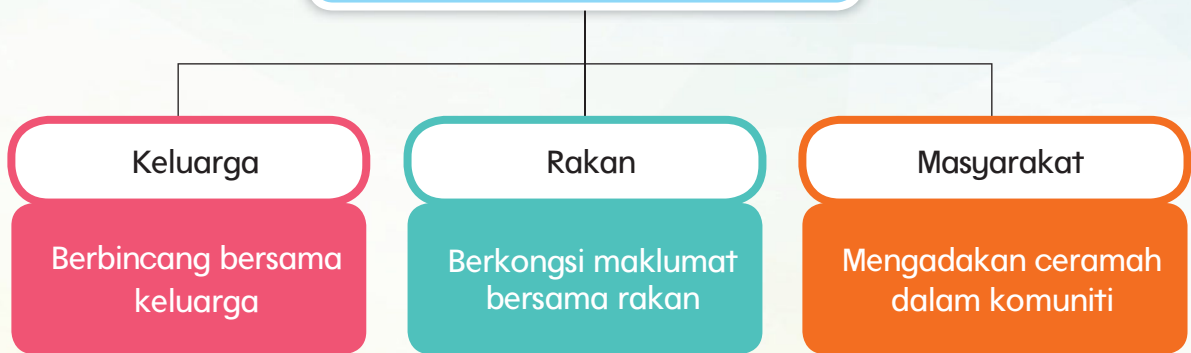 Keluarga
Berbincang bersama
keluarga
Rakan
Berkongsi maklumat
bersama rakan
Masyarakat
Mengadakan ceramah
dalam komuniti